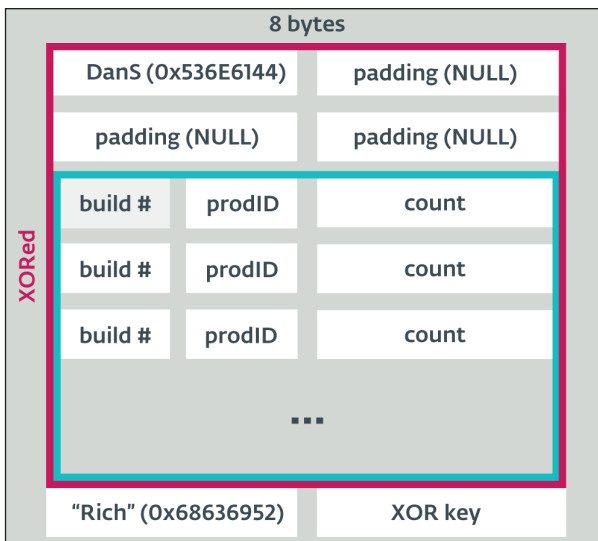 8 bytes
DanS (0x536E6144) padding (NULL)
padding (NULL) padding (NULL)
build # prodID count
build # prodID count
build # prodID count
...
XORed
“Rich” (0x68636952) XOR key